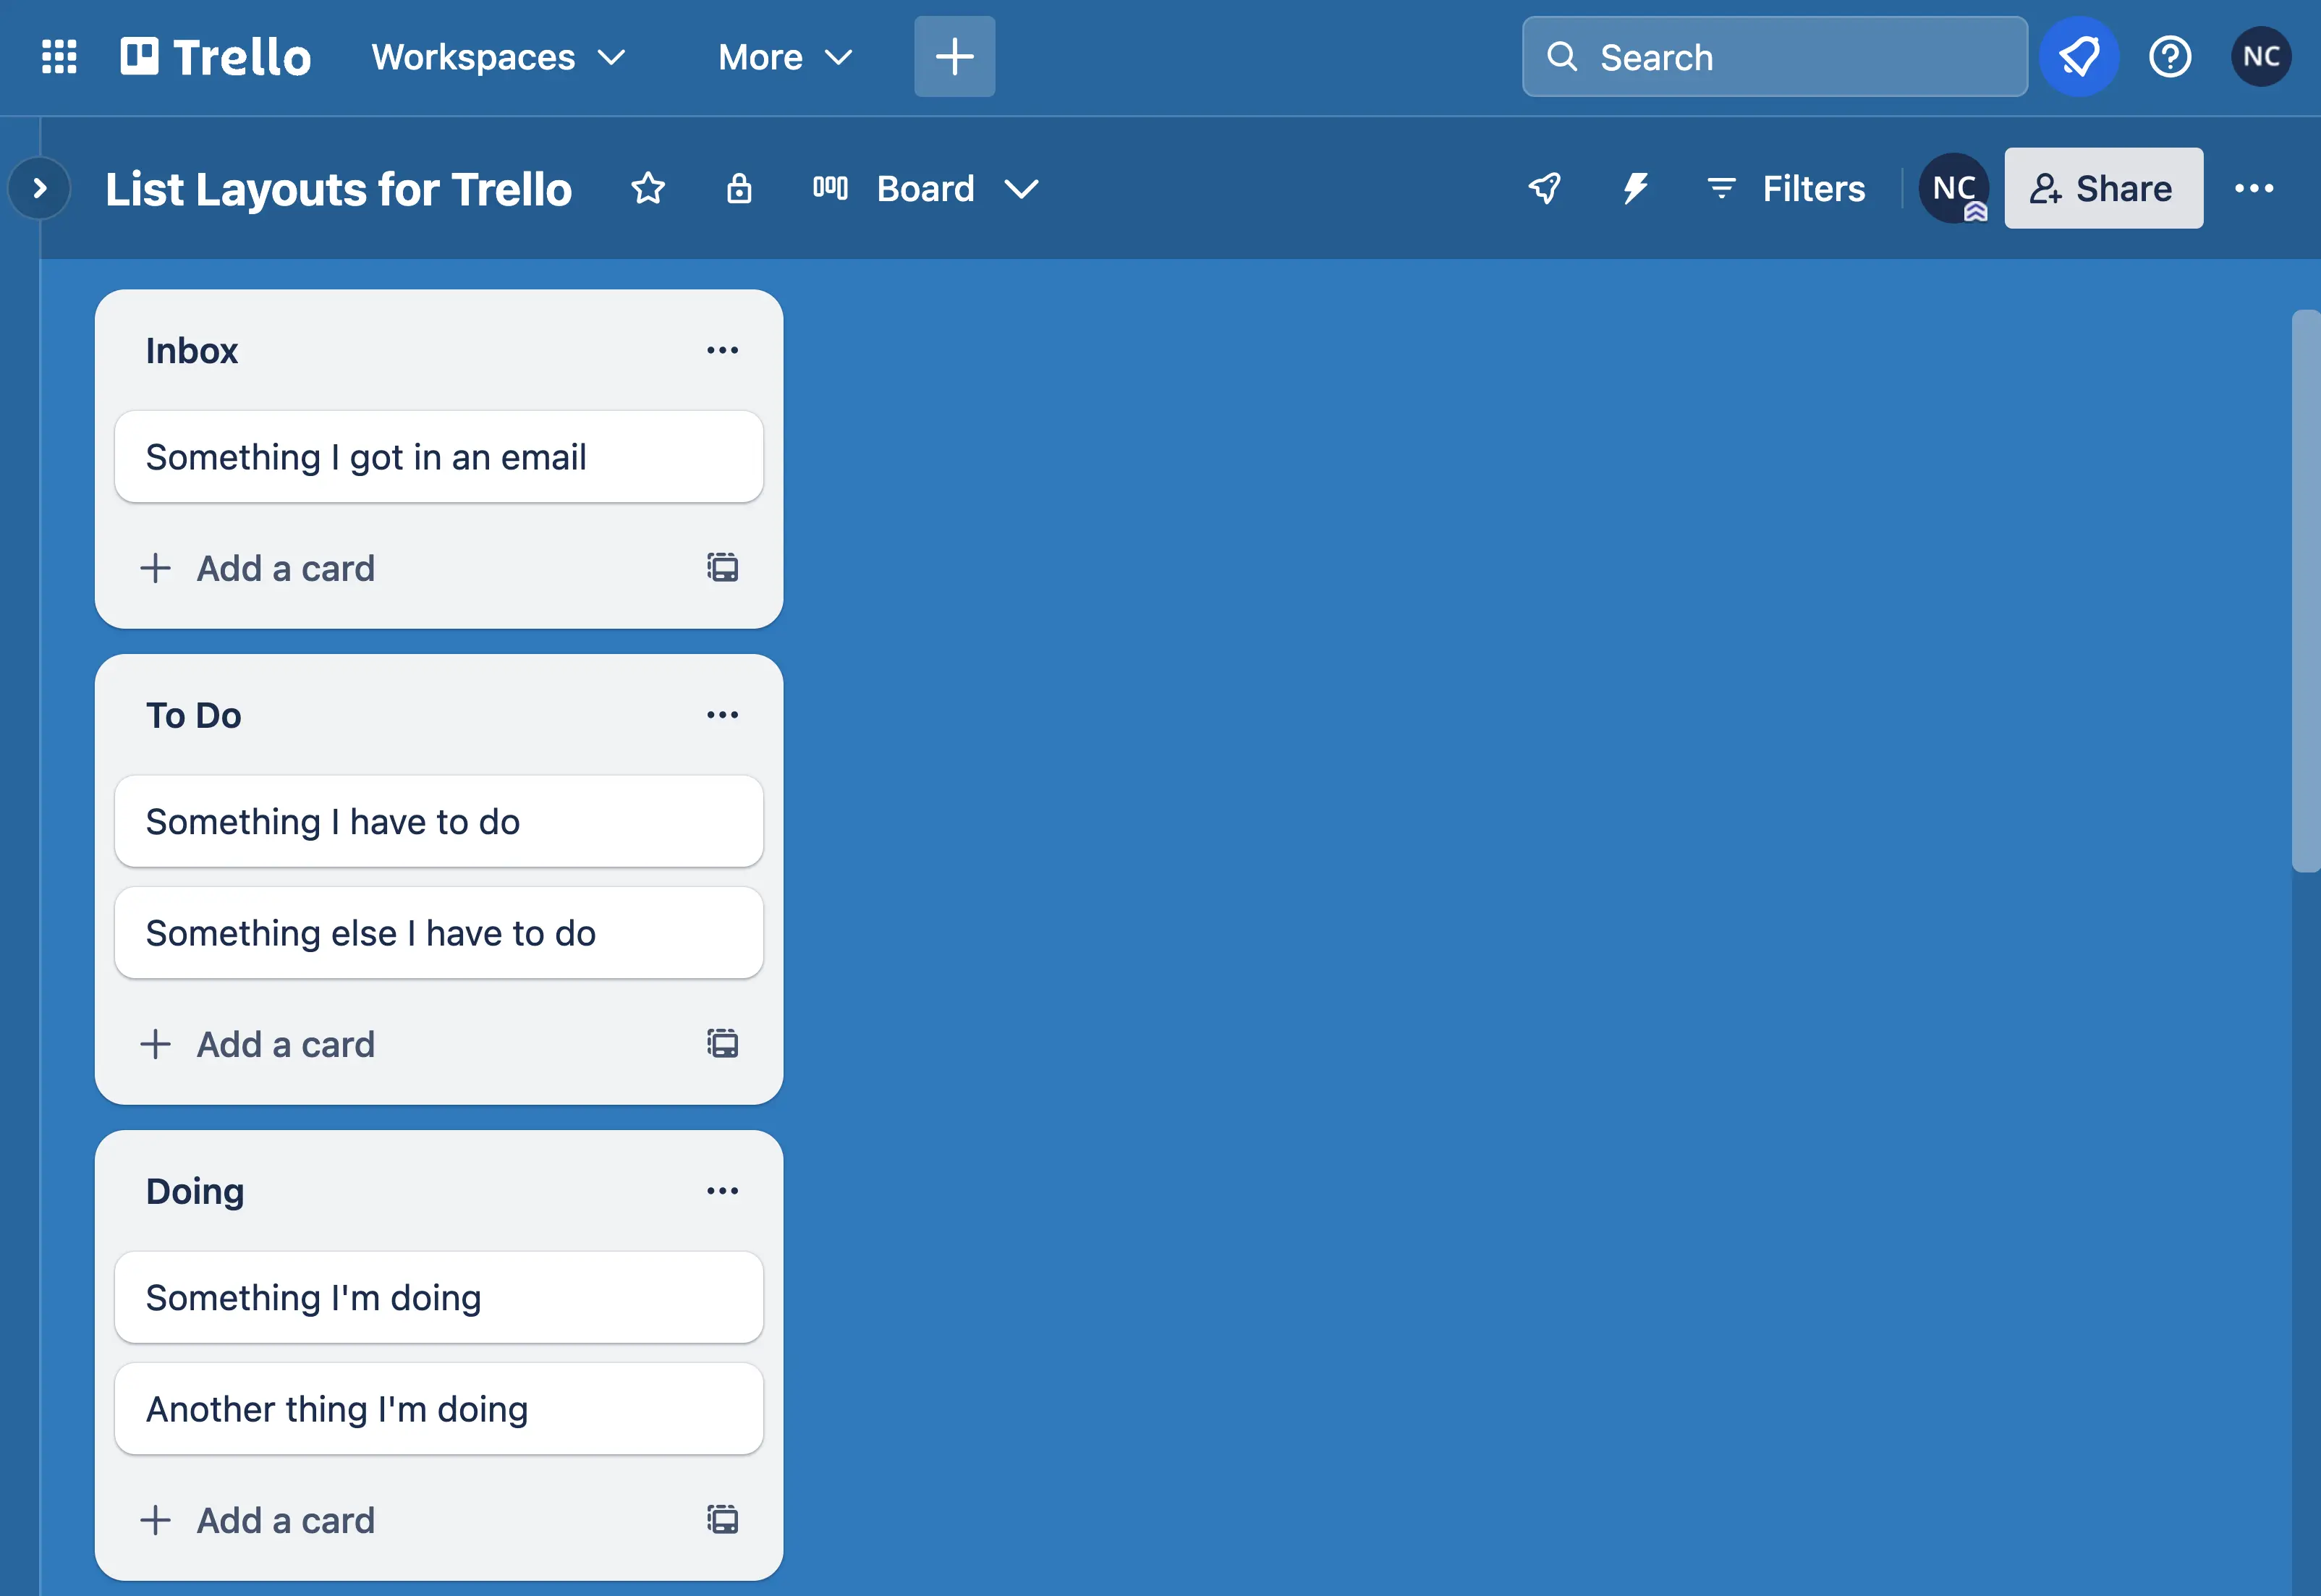 Trello Workspaces More Search NC
List Layouts for Trello Board Filters NC Share
Inbox
Something I got in an email
Add a card
To Do
Something I have to do
Something else I have to do
Add a card
Doing
Something I'm doing
Another thing I'm doing
Add a card